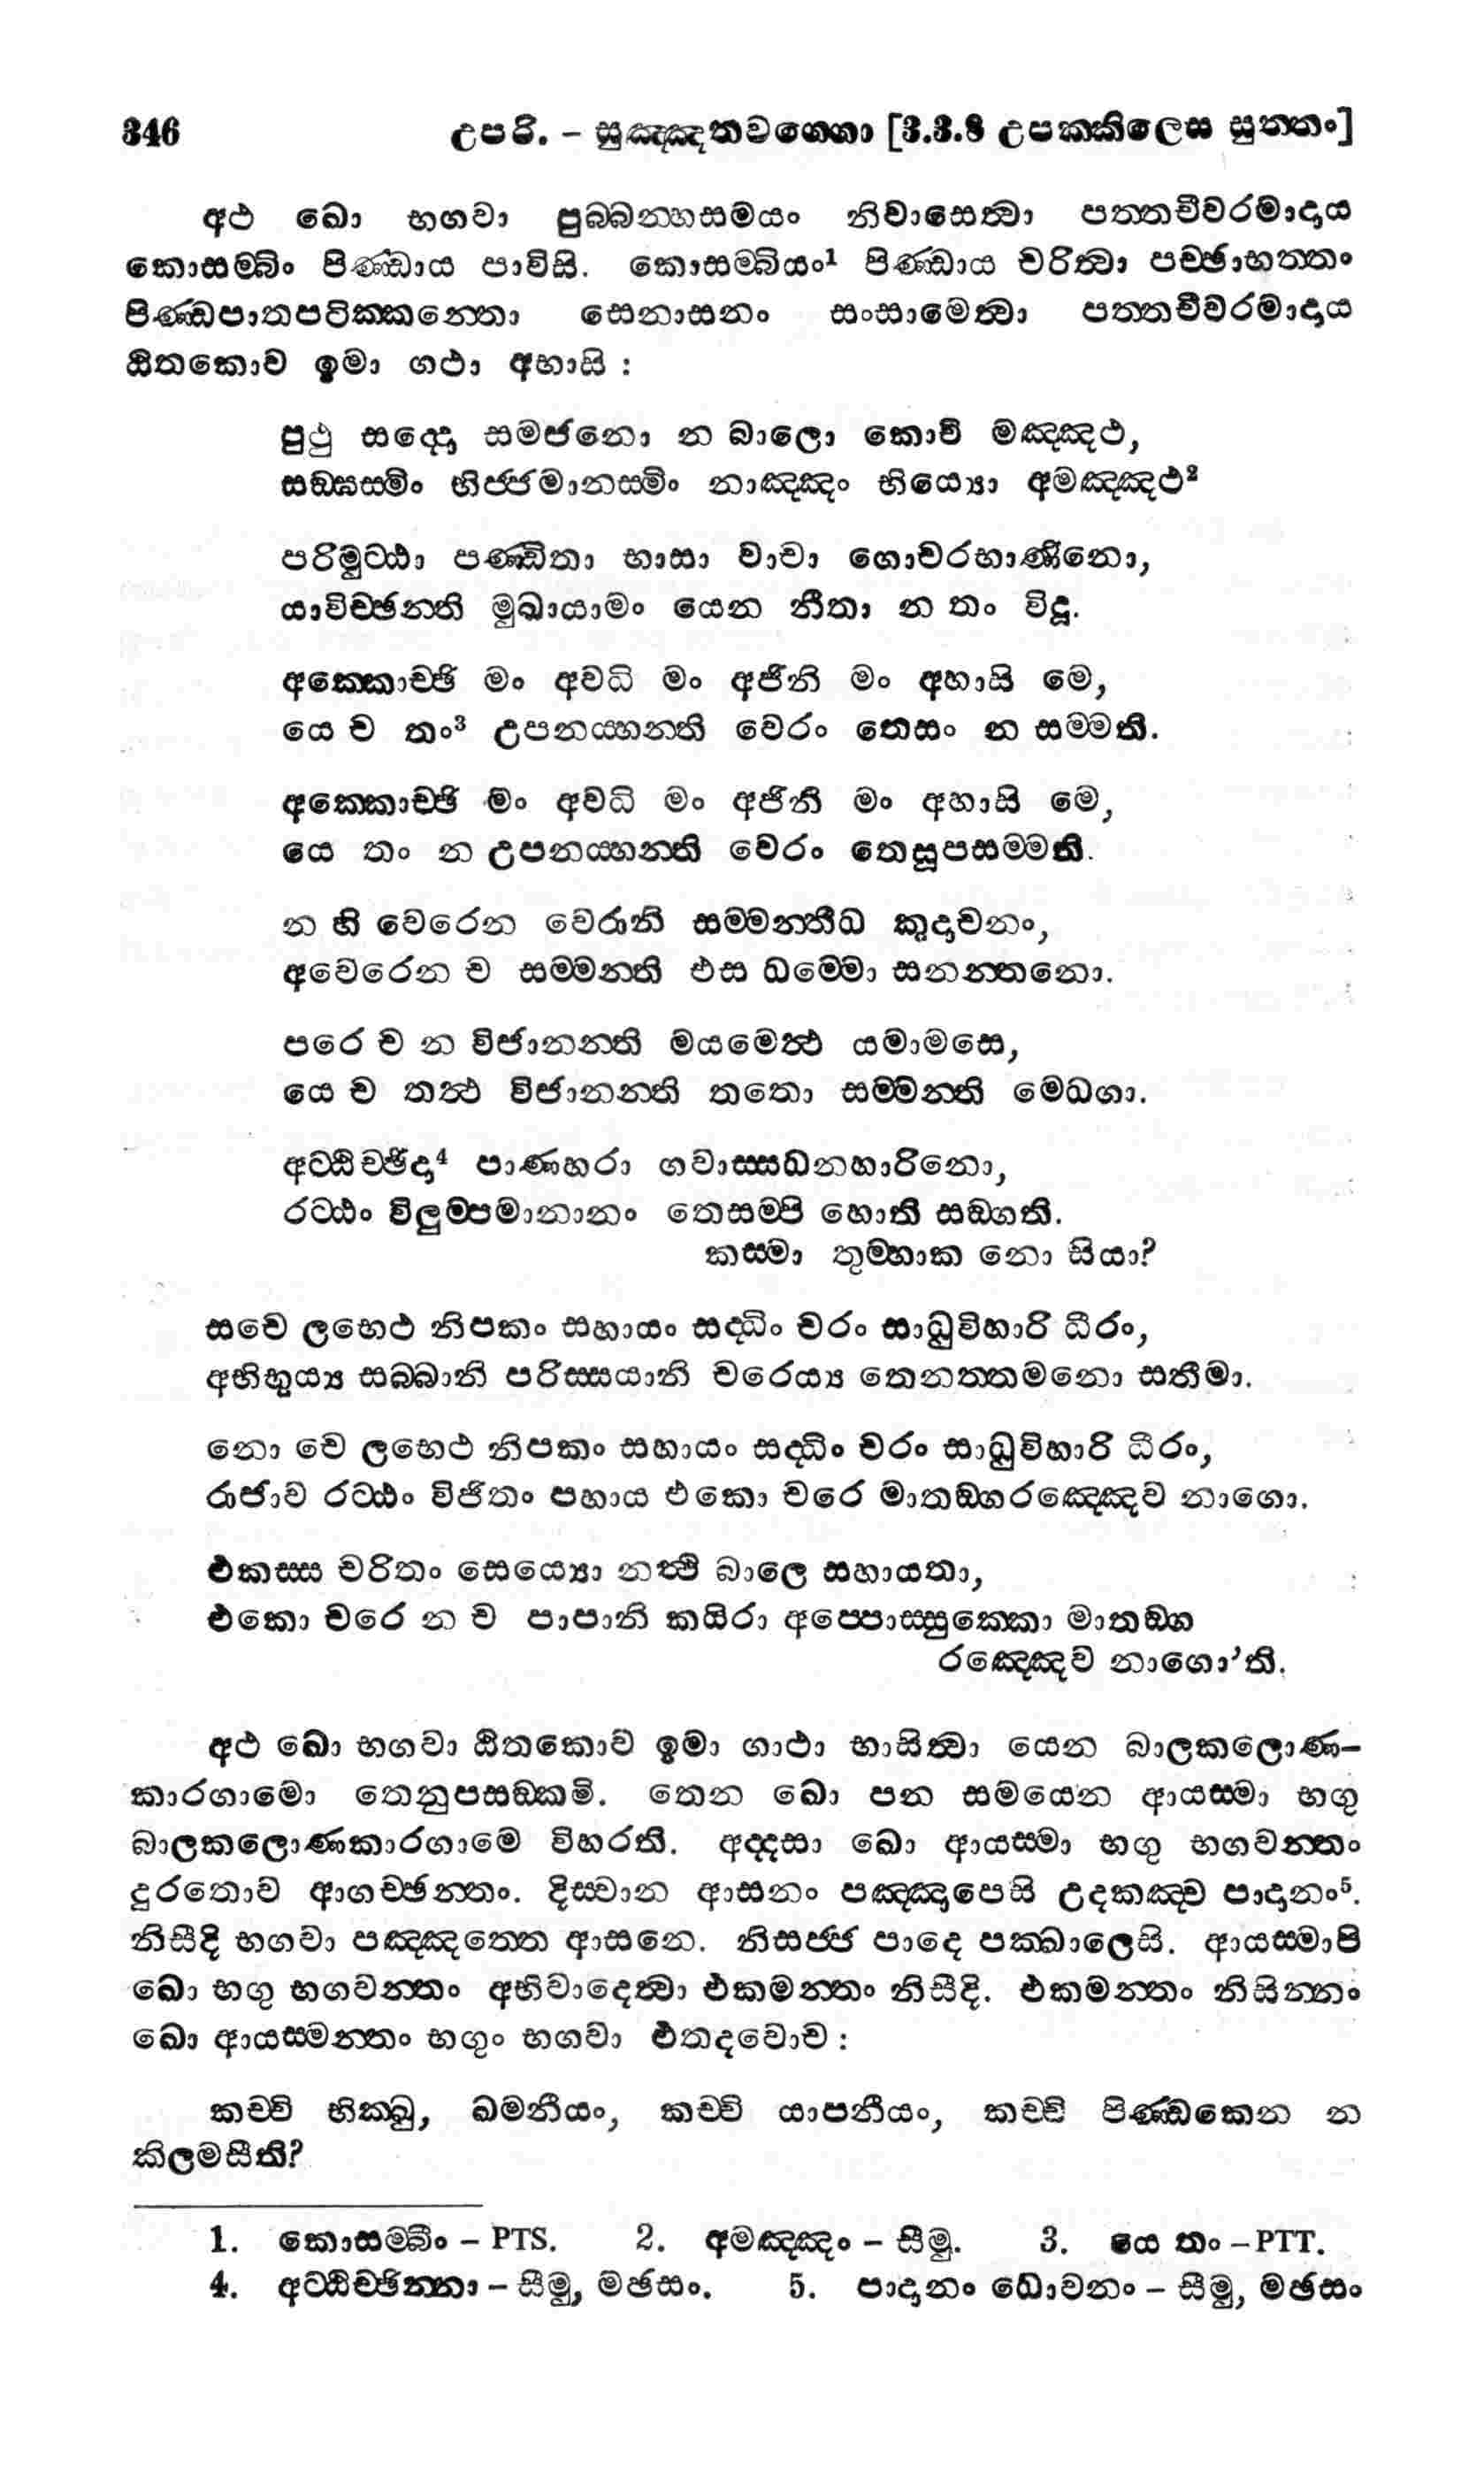 346 උපරි. – සුඤ්ඤතවග්ගො [3.3.8 උපක්කිලෙස සුත්තං]
අථ ඛො භගවා පුබ්බන්හසමයං නිවාසෙත්වා පත්තචීවරමාදාය
කොසම්බිං පිණ්ඩාය පාවිසි. කොසම්බියං¹ පිණ්ඩාය චරිත්වා පච්ඡාභත්තං
පිණ්ඩපාතපටික්කන්තො සෙනාසනං සංසාමෙත්වා පත්තචීවරමාදාය
ඨිතකොව ඉමා ගථා අභාසි :
පුථු සද්දො සමජනො න බාලො කොචි මඤ්ඤථ,
සඞ්ඝස්මිං භිජ්ජමානස්මිං නාඤ්ඤං භිය්‍යො අමඤ්ඤථ²
පරිමුට්ඨා පණ්ඩිතා භාසා වාචා ගොචරභාණිනො,
යාවිච්ඡන්ති මුඛායාමං යෙන නීතා න තං විදූ.
අක්කොච්ඡි මං අවධි මං අජිනි මං අහාසි මෙ,
යෙ ච තං³ උපනය්හන්ති වෙරං තෙසං න සම්මති.
අක්කොච්ඡි මං අවධි මං අජිනි මං අහාසි මෙ,
යෙ තං න උපනය්හන්ති වෙරං තෙසූපසම්මති.
න හි වෙරෙන වෙරානි සම්මන්තීධ කුදාචනං,
අවෙරෙන ච සම්මන්ති එස ධම්මො සනන්තනො.
පරෙ ච න විජානන්ති මයමෙත්ථ යමාමසෙ,
යෙ ච තත්ථ විජානන්ති තතො සම්මන්ති මෙධගා.
අට්ඨිච්ඡිදා⁴ පාණහරා ගවාස්සධනහාරිනො,
රට්ඨං විලුම්පමානානං තෙසම්පි හොති සඞ්ගති.
කස්මා තුම්හාක නො සියා?
සචෙ ලභෙථ නිපකං සහායං සද්ධිං චරං සාධුවිහාරි ධීරං,
අභිභුය්‍ය සබ්බානි පරිස්සයානි චරෙය්‍ය තෙනත්තමනො සතීමා.
නො චෙ ලභෙථ නිපකං සහායං සද්ධිං චරං සාධුවිහාරි ධීරං,
රාජාව රට්ඨං විජිතං පහාය එකො චරෙ මාතඞ්ගරඤ්ඤෙව නාගො.
එකස්ස චරිතං සෙය්‍යො නත්ථි බාලෙ සහායතා,
එකො චරෙ න ච පාපානි කයිරා අප්පොස්සුක්කො මාතඞ්ග
රඤ්ඤෙව නාගො’ති.
අථ ඛො භගවා ඨිතකොව ඉමා ගාථා භාසිත්වා යෙන බාලකලොණ–
කාරගාමො තෙනුපසඞ්කමි. තෙන ඛො පන සමයෙන ආයස්මා භගු
බාලකලොණකාරගාමෙ විහරති. අද්දසා ඛො ආයස්මා භගු භගවන්තං
දුරතොව ආගච්ඡන්තං. දිස්වාන ආසනං පඤ්ඤාපෙසි උදකඤ්ච පාදානං⁵.
නිසීදි භගවා පඤ්ඤත්තෙ ආසනෙ. නිසජ්ජ පාදෙ පක්ඛාලෙසි. ආයස්මාපි
ඛො භගු භගවන්තං අභිවාදෙත්වා එකමන්තං නිසීදි. එකමන්තං නිසින්නං
ඛො ආයස්මන්තං භගුං භගවා එතදවොච :
කච්චි භික්ඛු, ඛමනීයං, කච්චි යාපනීයං, කච්චි පිණ්ඩකෙන න
කිලමසීති?
1. කොසම්බීං – PTS. 2. අමඤ්ඤං – සීමු. 3. යෙ තං – PTT.
4. අට්ඨිච්ඡින්නා – සීමු, මඡසං. 5. පාදානං ධොවනං – සීමු, මඡසං